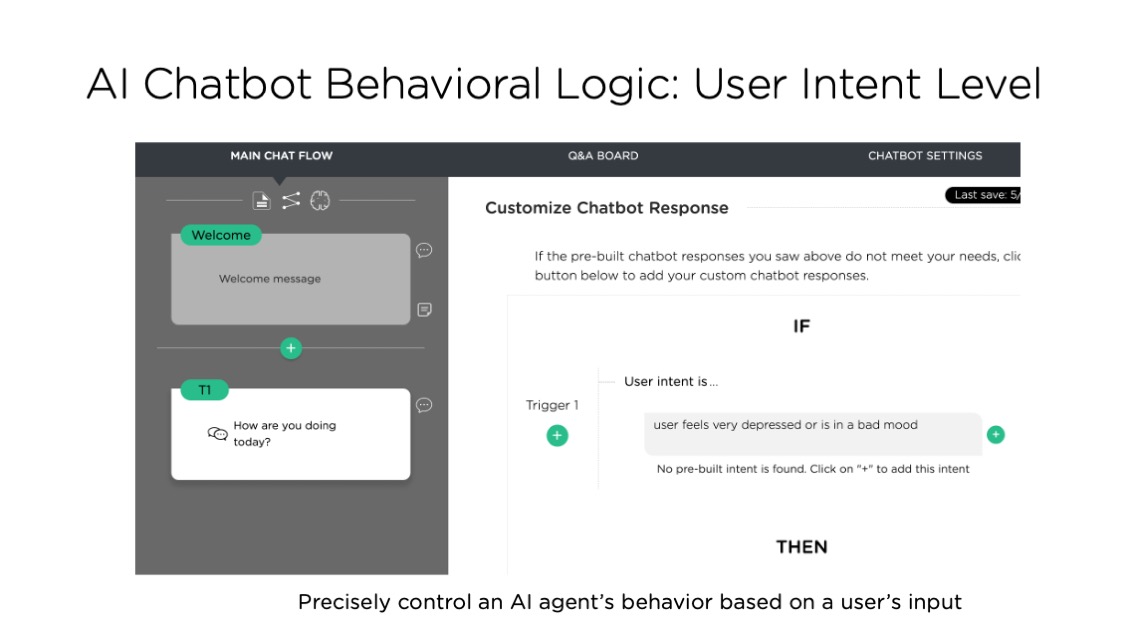 AI Chatbot Behavioral Logic: User Intent Level
MAIN CHAT FLOW
Q&A BOARD
CHATBOT SETTINGS
Welcome
Welcome message
T1
How are you doing
today?
Last save: 5/
Customize Chatbot Response
If the pre-built chatbot responses you saw above do not meet your needs, clic
button below to add your custom chatbot responses.
IF
User intent is...
Trigger 1
user feels very depressed or is in a bad mood
No pre-built intent is found. Click on "+" to add this intent
THEN
Precisely control an AI agent’s behavior based on a user’s input